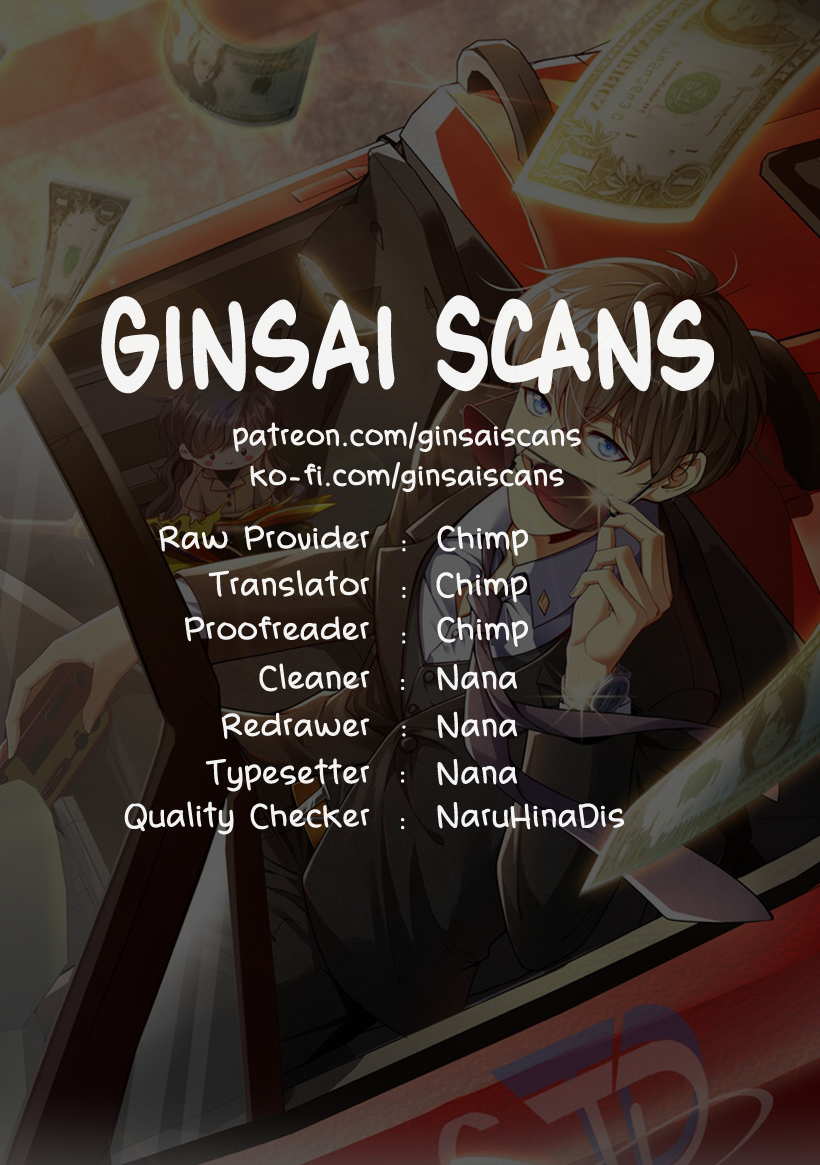 GINSAI SCANS
patreon.com/ginsaiscans
ko-fi.com/ginsaiscans
Raw Provider : Chimp
Translator : Chimp
Proofreader : Chimp
Cleaner : Nana
Redrawer : Nana
Typesetter : Nana
Quality Checker : NaruHinaDis